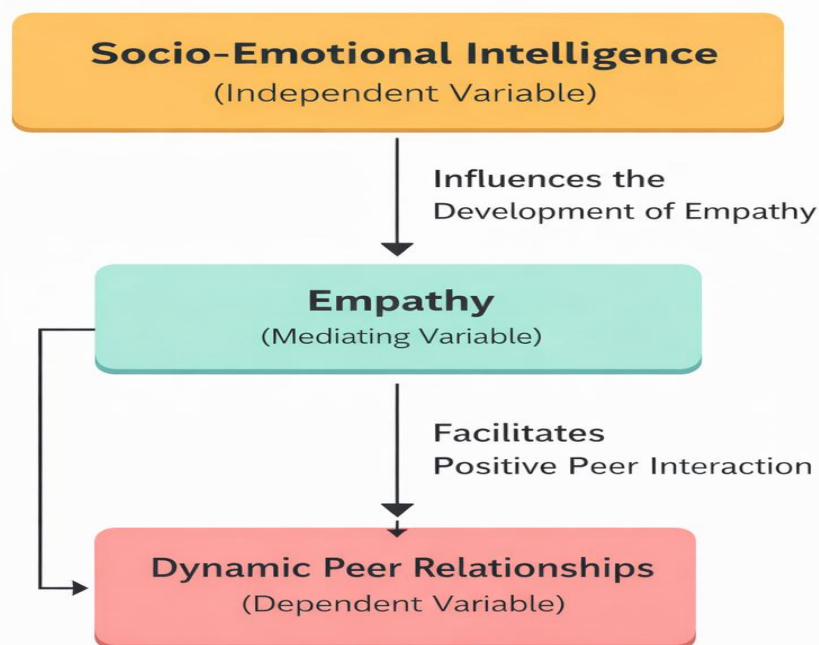 Socio-Emotional Intelligence
(Independent Variable)
Influences the
Development of Empathy
Empathy
(Mediating Variable)
Facilitates
Positive Peer Interaction
Dynamic Peer Relationships
(Dependent Variable)